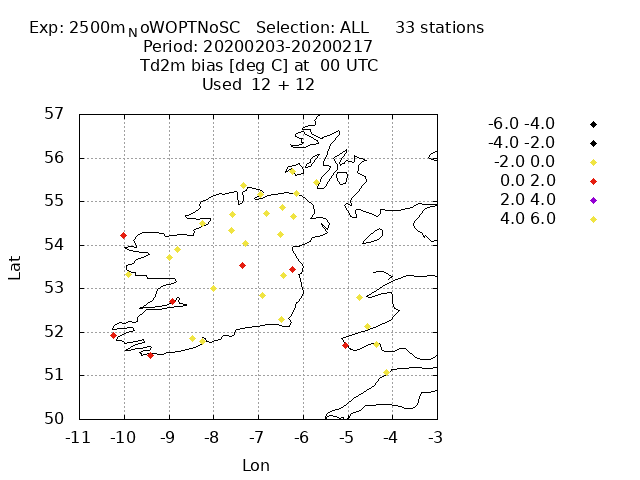 Exp: 2500m NoWOPTNoSC Selection: ALL 33 stations
Period: 20200203-20200217
Td2m bias [deg C] at 00 UTC
Used 12 + 12
-6.0 -4.0
-4.0 -2.0
-2.0 0.0
0.0 2.0
2.0 4.0
4.0 6.0
57
56
55
54
53
52
51
50
Lat
-11 -10 -9 -8 -7 -6 -5 -4 -3
Lon